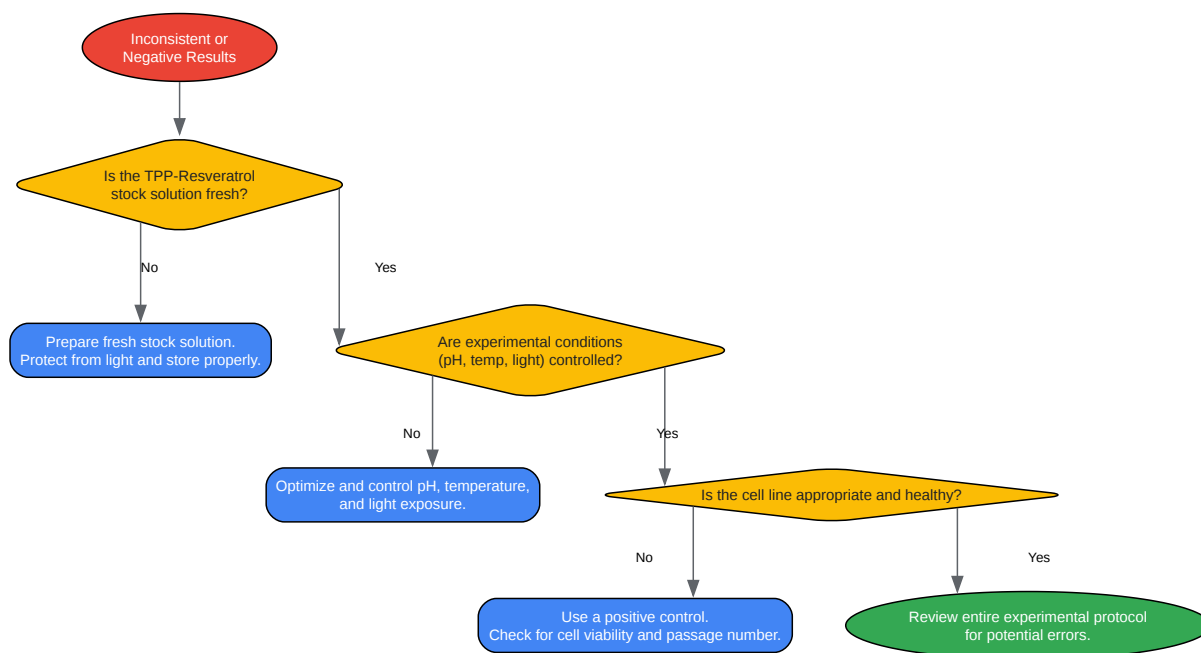 Inconsistent or
Negative Results
Is the TPP-Resveratrol
stock solution fresh?
No
Yes
Prepare fresh stock solution.
Protect from light and store properly.
Are experimental conditions
(pH, temp, light) controlled?
No
Yes
Optimize and control pH, temperature,
and light exposure.
Is the cell line appropriate and healthy?
No
Yes
Use a positive control.
Check for cell viability and passage number.
Review entire experimental protocol
for potential errors.